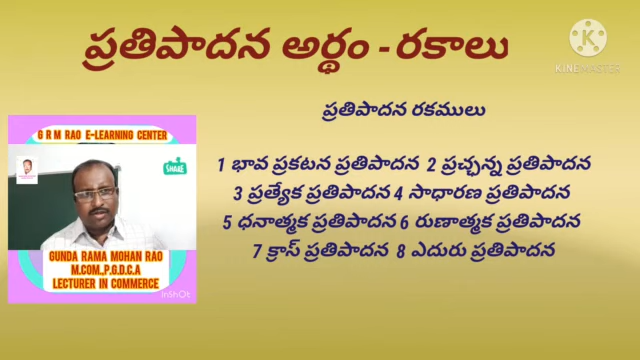 ప్రతిపాదన అర్థం - రకాలు
KINEMASTER
ప్రతిపాదన రకములు
G R M RAO E-LEARNING CENTER
SHARE
1 భావ ప్రకటన ప్రతిపాదన 2 ప్రచ్ఛన్న ప్రతిపాదన
3 ప్రత్యేక ప్రతిపాదన 4 సాధారణ ప్రతిపాదన
5 ధనాత్మక ప్రతిపాదన 6 రుణాత్మక ప్రతిపాదన
7 క్రాస్ ప్రతిపాదన 8 ఎదురు ప్రతిపాదన
GUNDA RAMA MOHAN RAO
M.COM.,P.G.D.C.A
LECTURER IN COMMERCE
InShOt